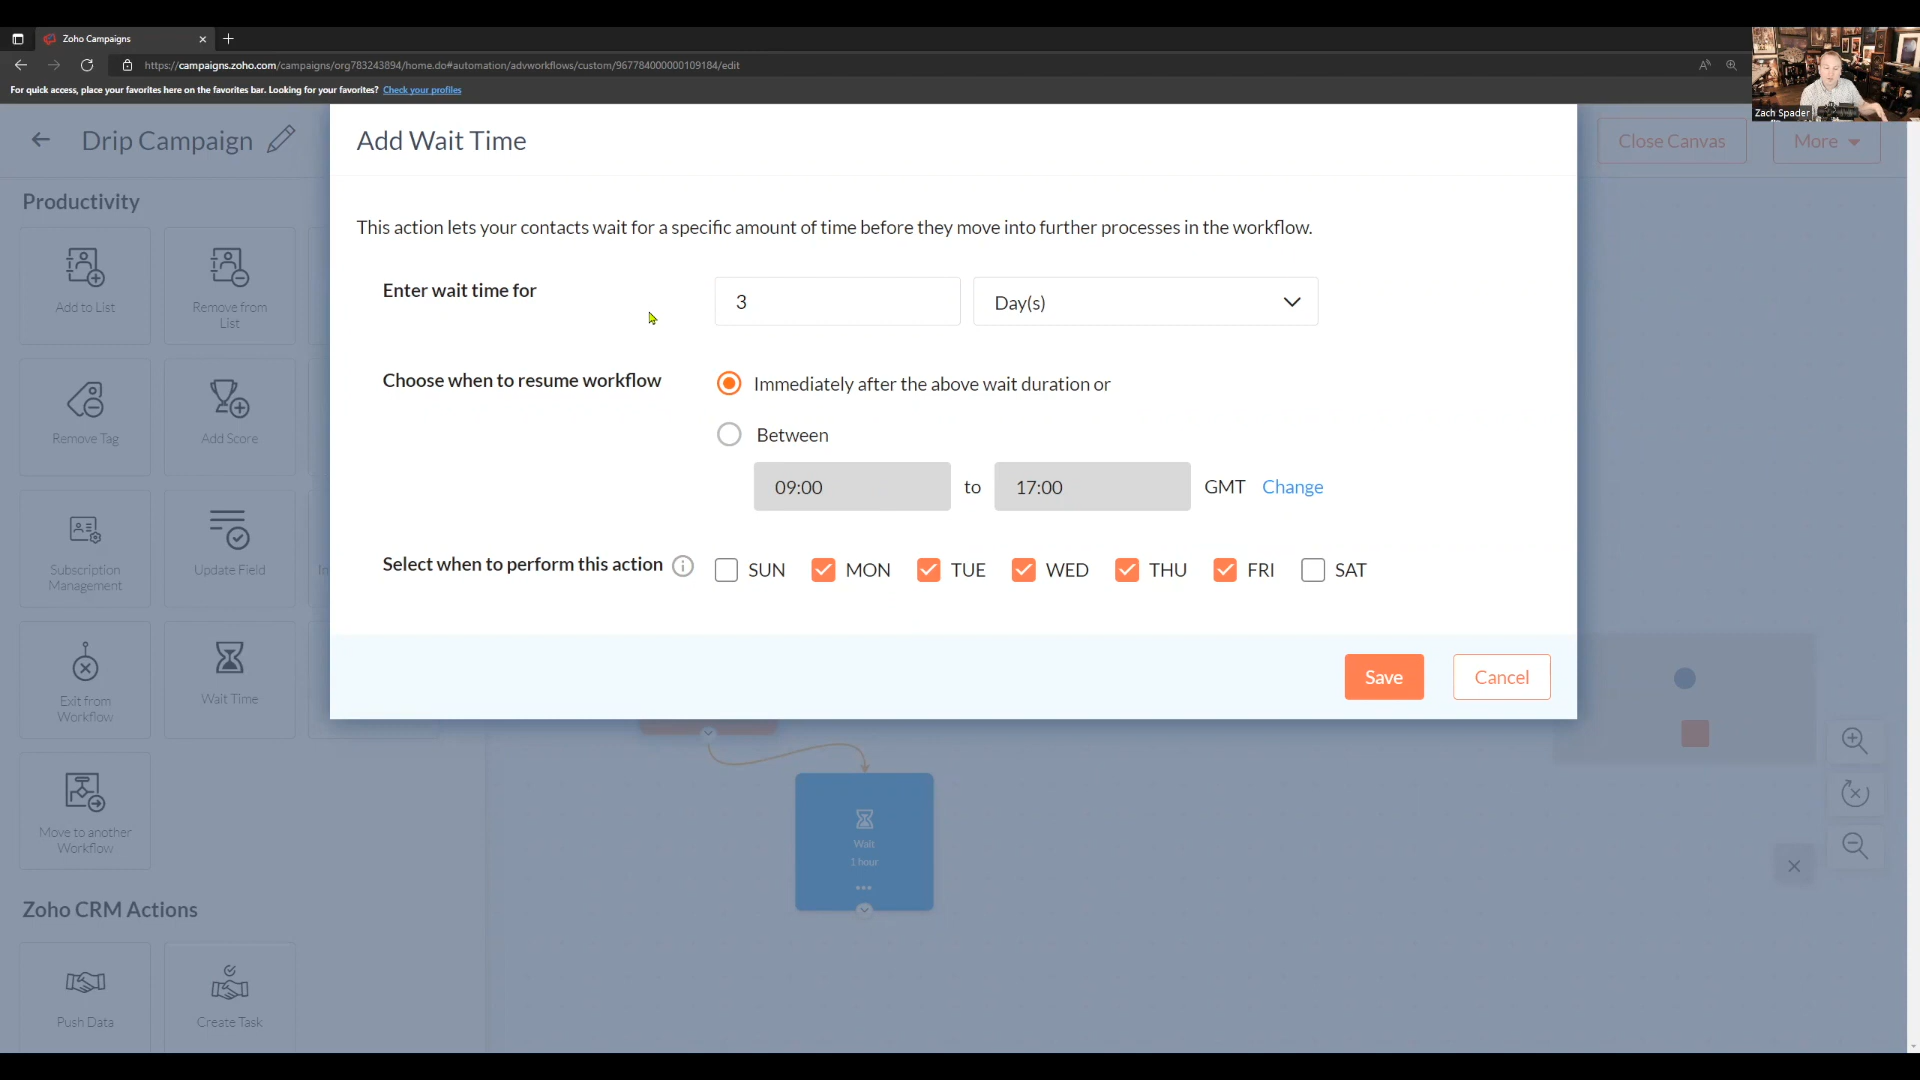 Zoho Campaigns
https://campaigns.zoho.com/campaigns/org783243894/home.do#automation/advworkflows/custom/967784000000109184/edit
For quick access, place your favorites here on the favorites bar. Looking for your favorites? Check your profiles
Zach Spader
Drip Campaign
Close Canvas
More
Productivity
Add to List
Remove from
List
Remove Tag
Add Score
Subscription
Management
Update Field
In
Exit from
Workflow
Wait Time
Move to another
Workflow
Zoho CRM Actions
Push Data
Create Task
Add Wait Time
This action lets your contacts wait for a specific amount of time before they move into further processes in the workflow.
Enter wait time for
3
Day(s)
Choose when to resume workflow
Immediately after the above wait duration or
Between
09:00 to 17:00 GMT Change
Select when to perform this action
SUN MON TUE WED THU FRI SAT
Save
Cancel
Wait
1 hour